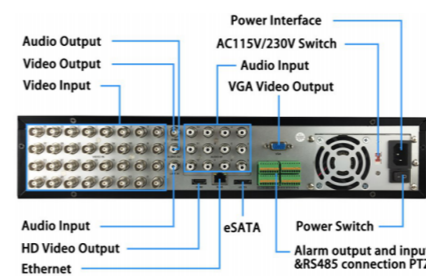 Power Interface
Audio Output
AC115V/230V Switch
Video Output
Audio Input
Video Input
VGA Video Output
Audio Input
eSATA
Power Switch
HD Video Output
Alarm output and input
&RS485 connection PTZ
Ethernet